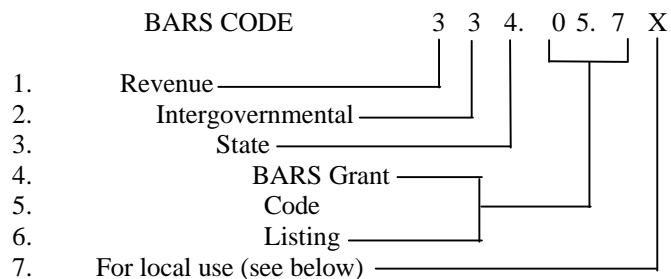 BARS CODE 3 3 4. 0 5. 7 X
1. Revenue
2. Intergovernmental
3. State
4. BARS Grant
5. Code
6. Listing
7. For local use (see below)